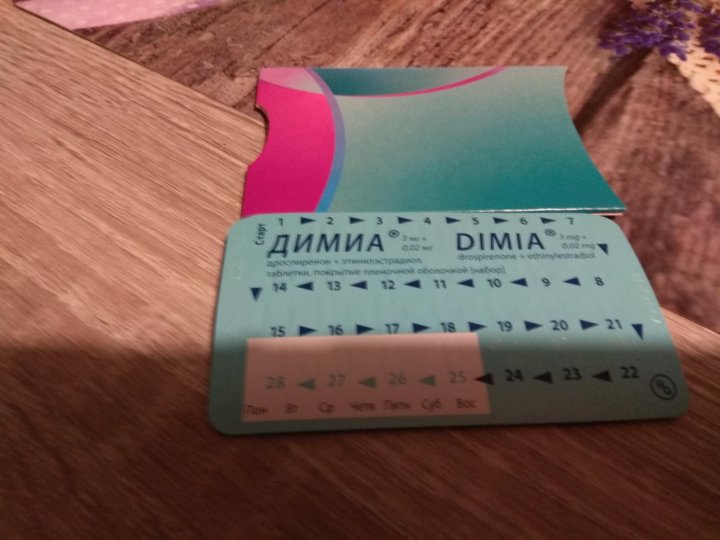 Старт
1 ► 2 ► 3 ► 4 ► 5 ► 6 ► 7
ДИМИА® 3 мг + 0,02 мг DIMIA® 3 mg + 0,02 mg
дроспиренон + этинилэстрадиол drospirenone + ethinylestradiol
таблетки, покрытые пленочной оболочкой (набор)
14 ◄ 13 ◄ 12 ◄ 11 ◄ 10 ◄ 9 ◄ 8
15 ► 16 ► 17 ► 18 ► 19 ► 20 ► 21
28 ◄ 27 ◄ 26 ◄ 25 ◄ 24 ◄ 23 ◄ 22
Пон Вт Ср Четв Пятн Суб Вос